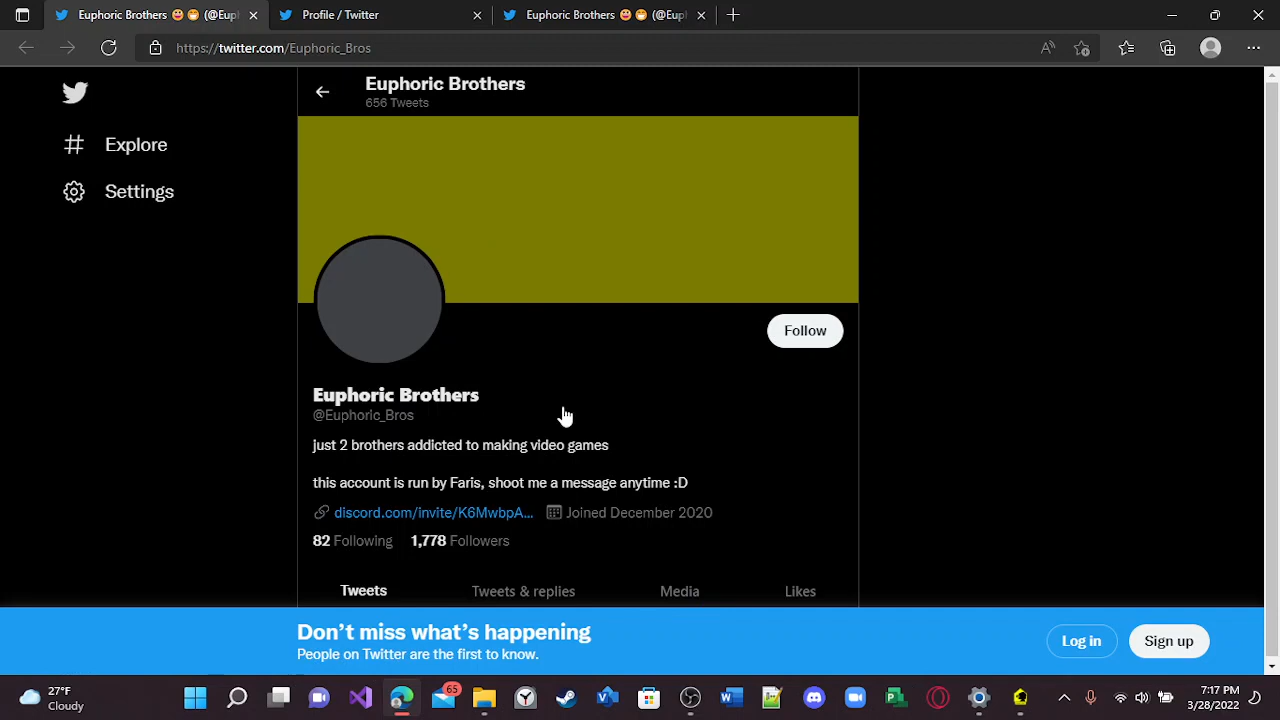 Euphoric Brothers 😀 😁 (@Eupl
Profile / Twitter
Euphoric Brothers 😀 😁 (@Eupl
https://twitter.com/Euphoric_Bros
Euphoric Brothers
656 Tweets
Explore
Settings
Follow
Euphoric Brothers
@Euphoric_Bros
just 2 brothers addicted to making video games
this account is run by Faris, shoot me a message anytime :D
discord.com/invite/K6MwbpA... Joined December 2020
82 Following 1,778 Followers
Tweets Tweets & replies Media Likes
Don't miss what's happening
People on Twitter are the first to know.
Log in
Sign up
27°F
Cloudy
65
7:17 PM
3/28/2022